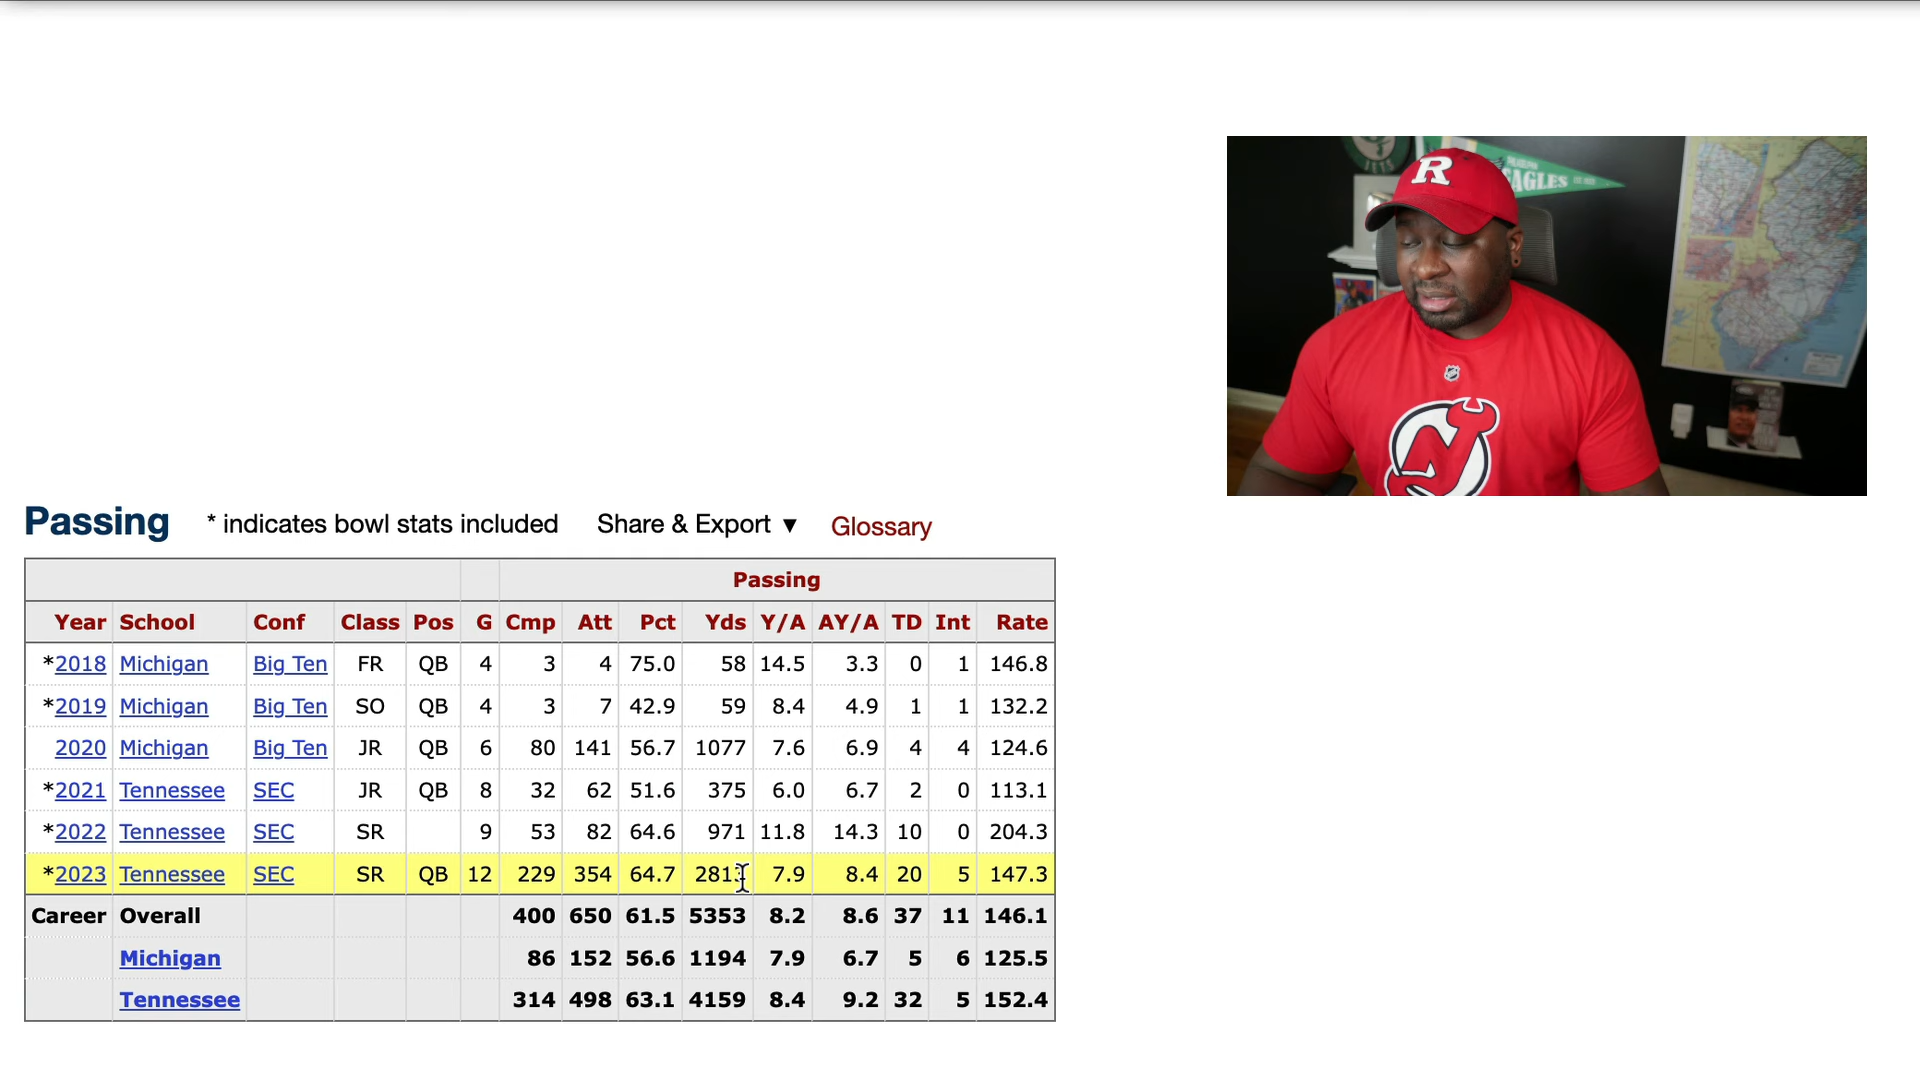 JETS
R
PHILADELPHIA
EAGLES
Passing * indicates bowl stats included Share & Export ▼ Glossary
Passing
Year School Conf Class Pos G Cmp Att Pct Yds Y/A AY/A TD Int Rate
*2018 Michigan Big Ten FR QB 4 3 4 75.0 58 14.5 3.3 0 1 146.8
*2019 Michigan Big Ten SO QB 4 3 7 42.9 59 8.4 4.9 1 1 132.2
2020 Michigan Big Ten JR QB 6 80 141 56.7 1077 7.6 6.9 4 4 124.6
*2021 Tennessee SEC JR QB 8 32 62 51.6 375 6.0 6.7 2 0 113.1
*2022 Tennessee SEC SR 9 53 82 64.6 971 11.8 14.3 10 0 204.3
*2023 Tennessee SEC SR QB 12 229 354 64.7 2813 7.9 8.4 20 5 147.3
Career Overall 400 650 61.5 5353 8.2 8.6 37 11 146.1
Michigan 86 152 56.6 1194 7.9 6.7 5 6 125.5
Tennessee 314 498 63.1 4159 8.4 9.2 32 5 152.4